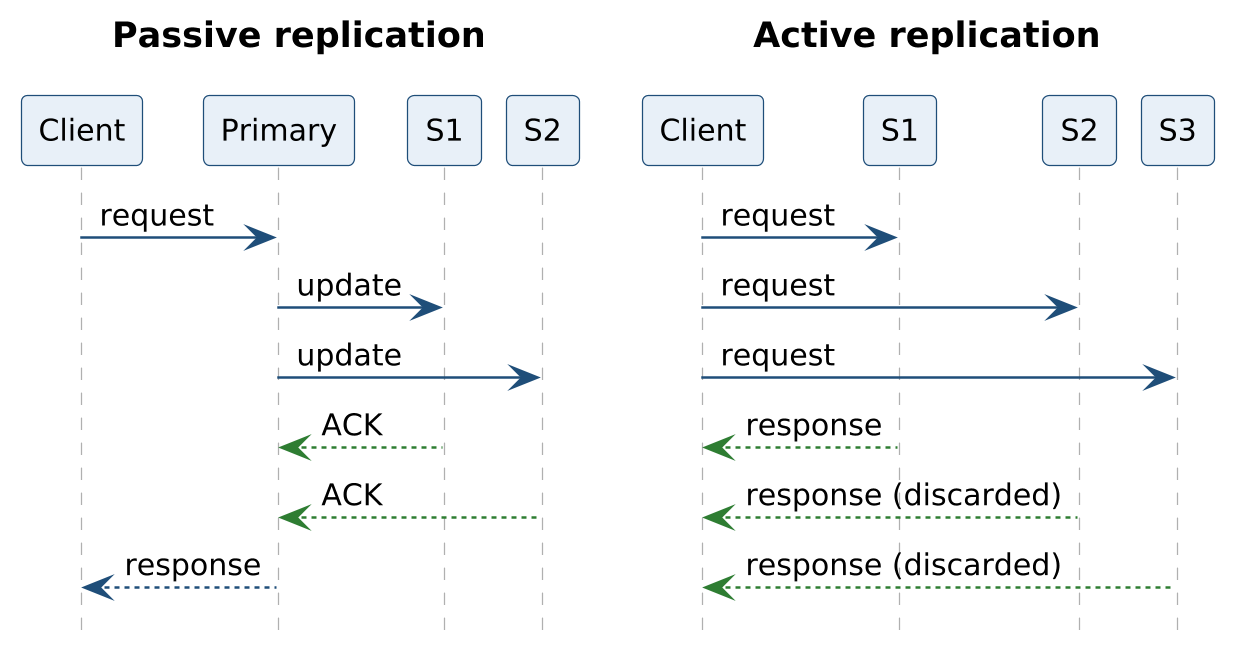 Passive replication
Client Primary S1 S2
request
update
update
ACK
ACK
response
Active replication
Client S1 S2 S3
request
request
request
response
response (discarded)
response (discarded)